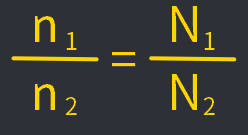 n₁/n₂ = N₁/N₂